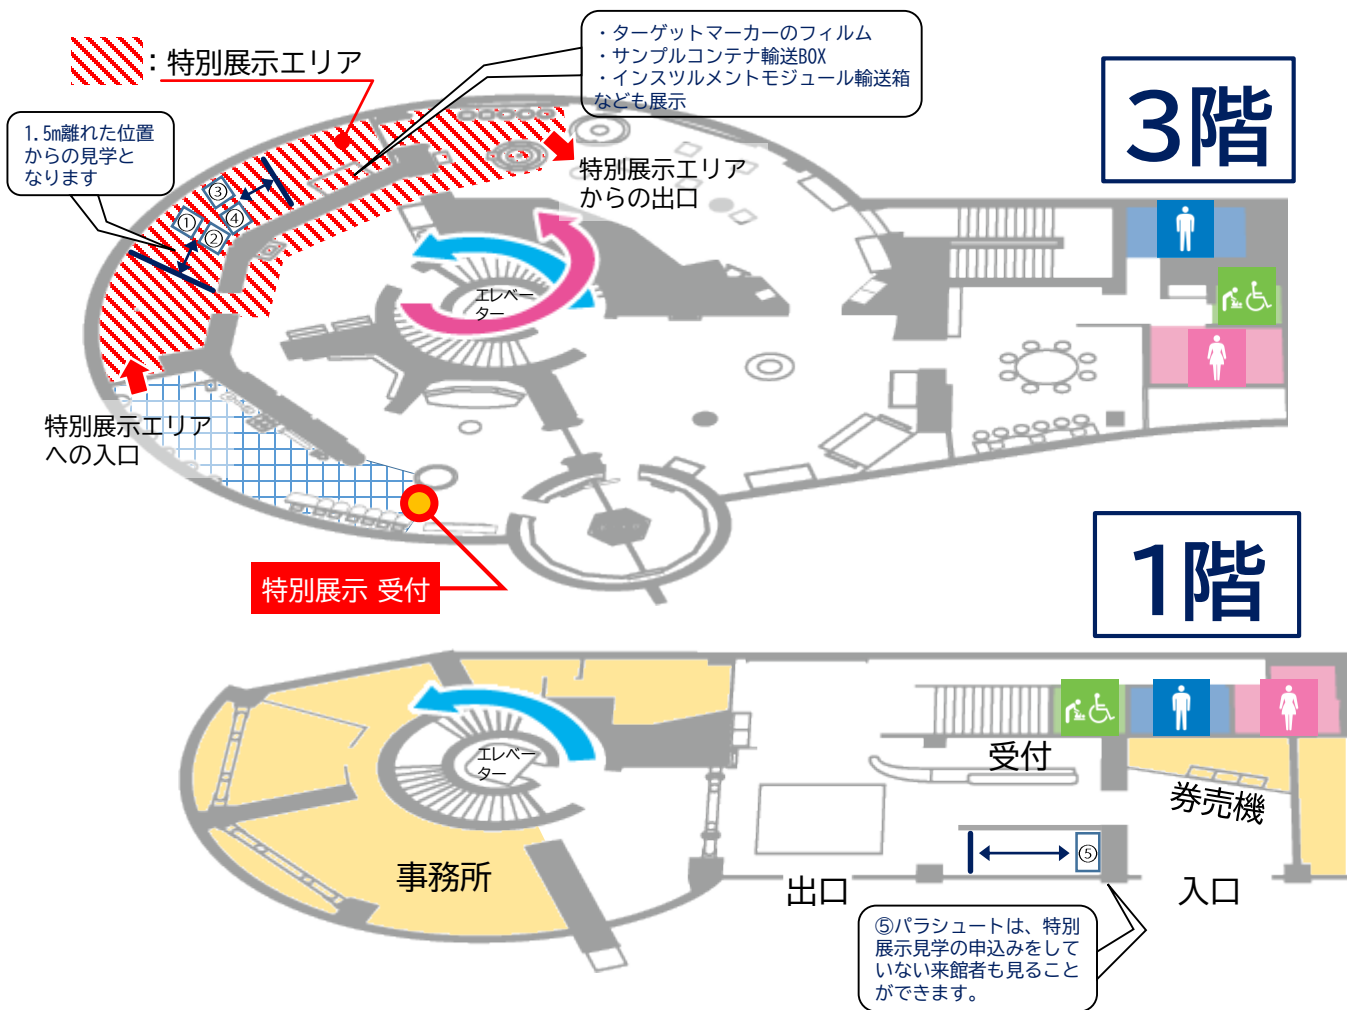 ：特別展示エリア
・ターゲットマーカーのフィルム
・サンプルコンテナ輸送BOX
・インスツルメントモジュール輸送箱
なども展示
3階
1.5m離れた位置
からの見学と
なります
特別展示エリア
からの出口
③
①
④
②
エレベー
ター
特別展示エリア
への入口
特別展示 受付
1階
エレベー
ター
受付
券売機
事務所
⑤
出口
入口
⑤パラシュートは、特別
展示見学の申込みをして
いない来館者も見ること
ができます。